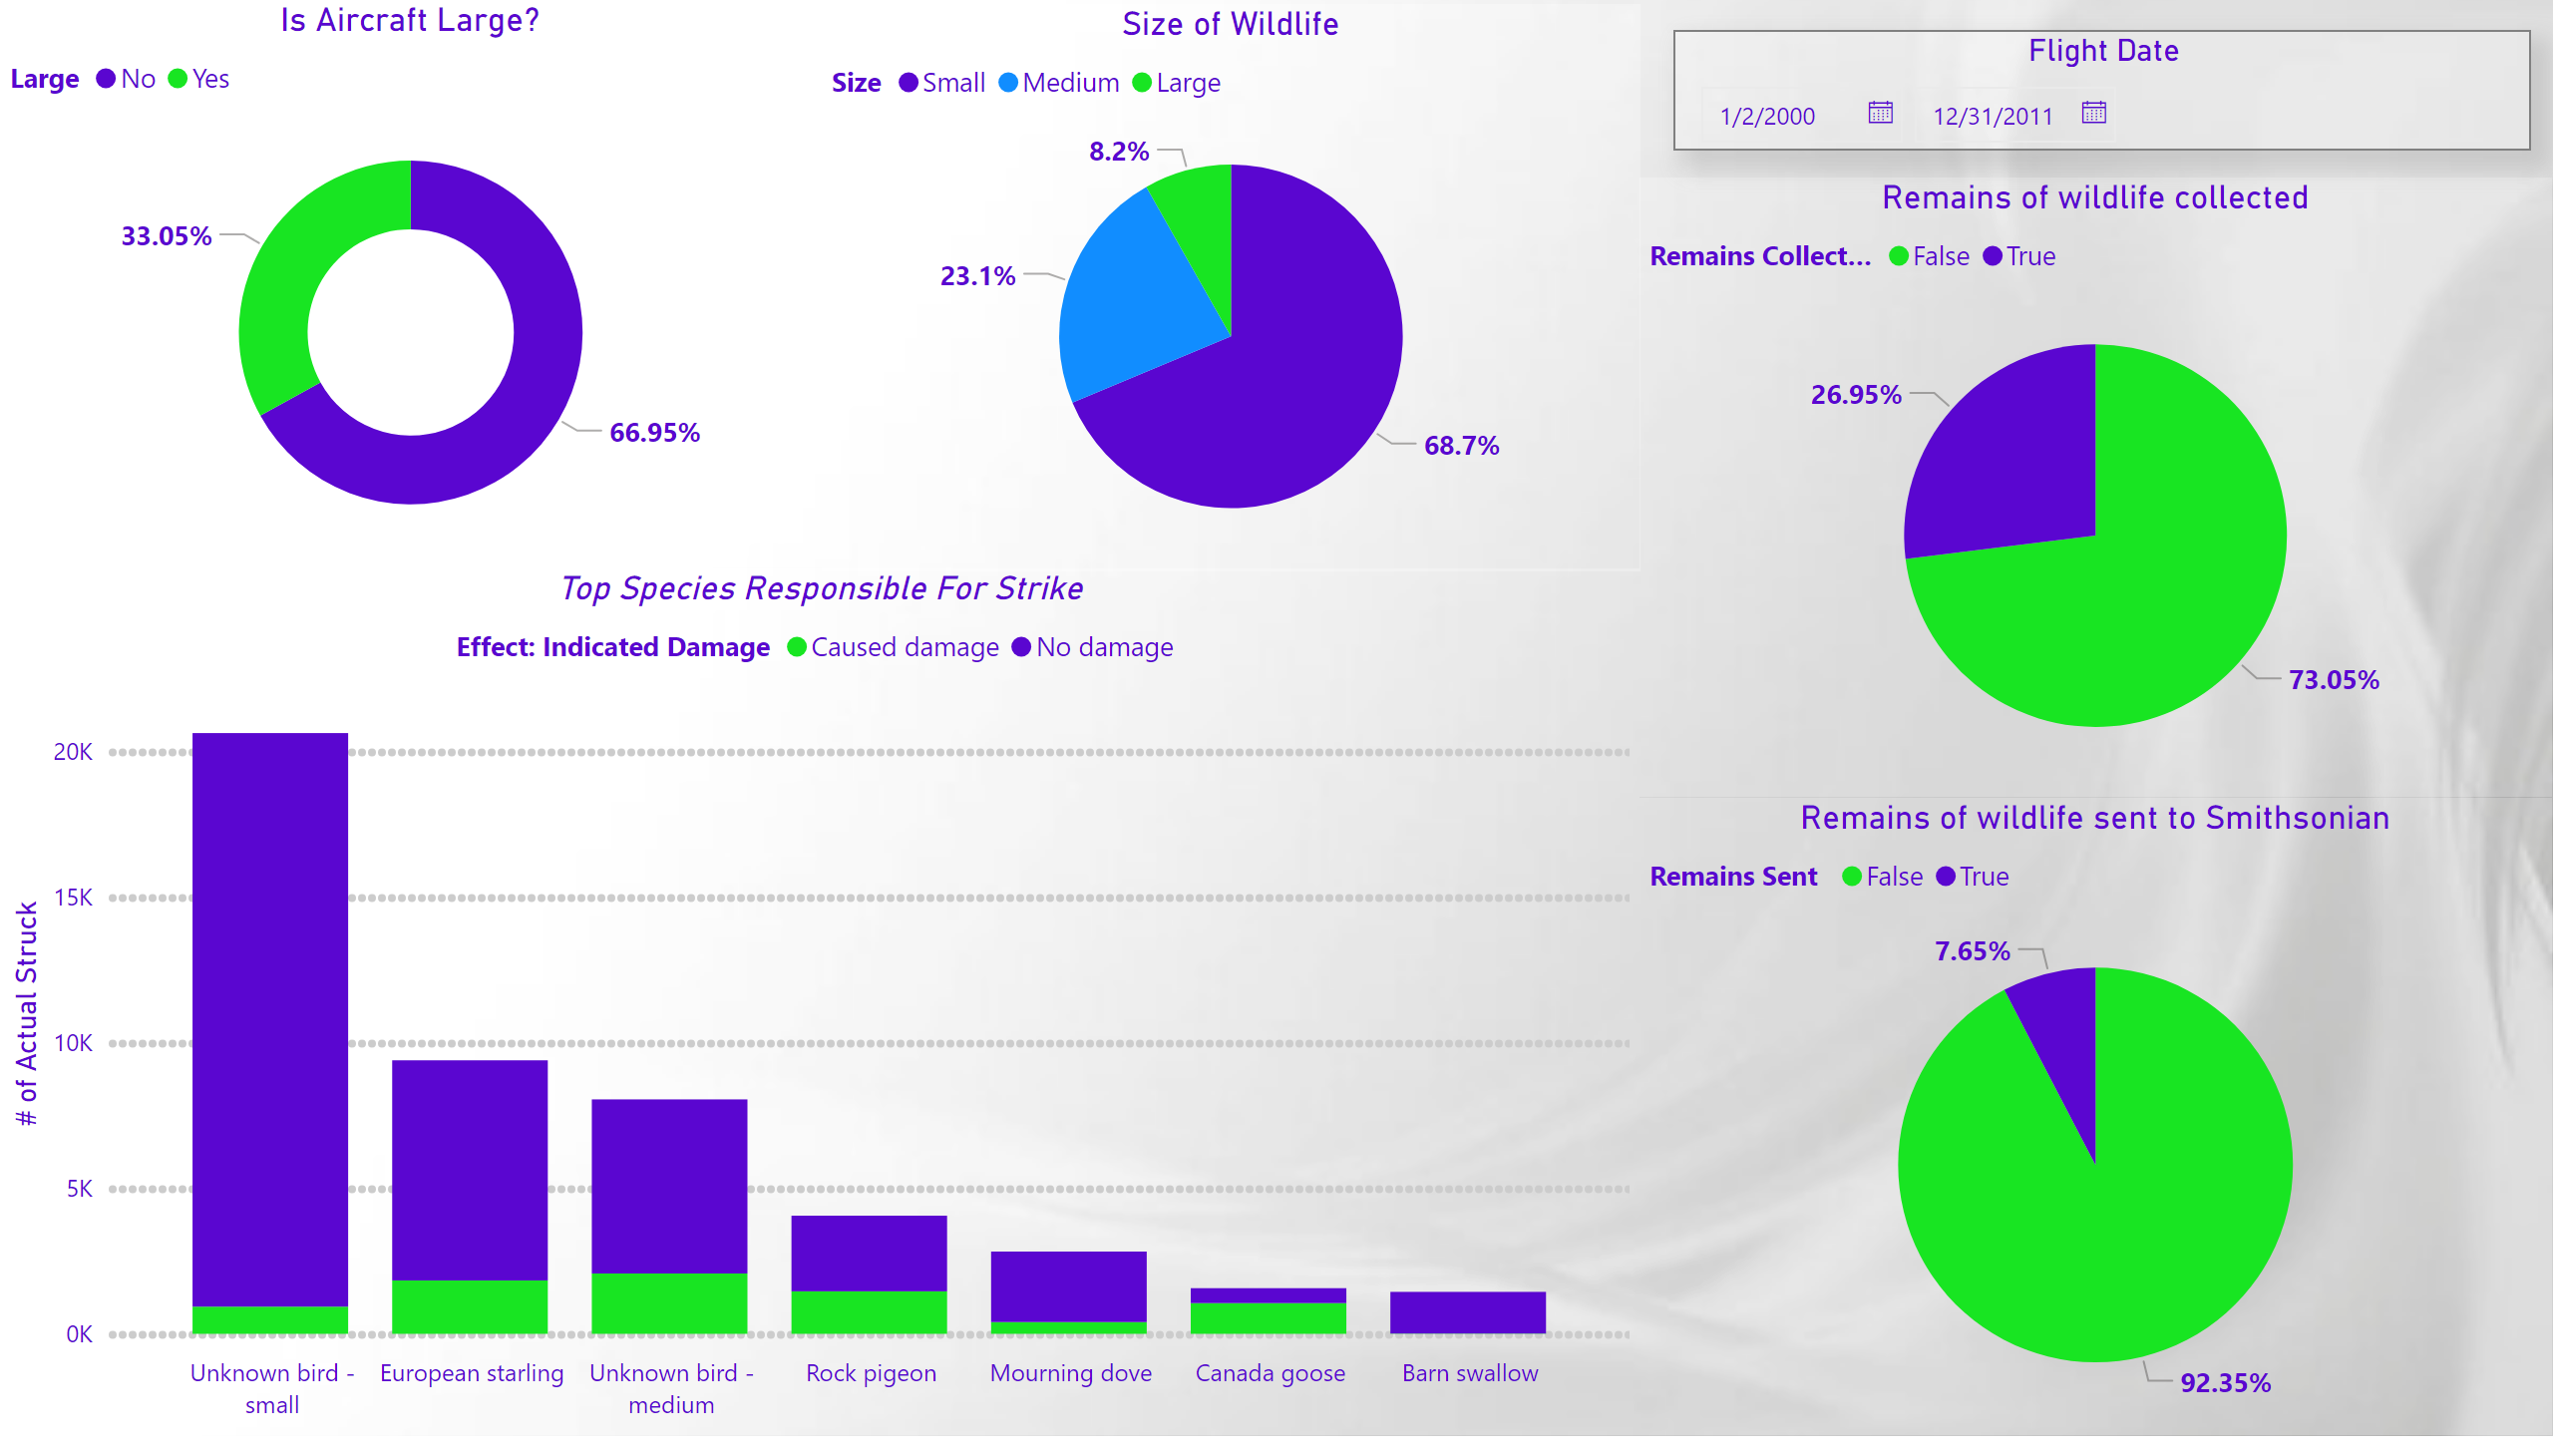 Is Aircraft Large?
Large No Yes
33.05%
66.95%
Size of Wildlife
Size Small Medium Large
8.2%
23.1%
68.7%
Flight Date
1/2/2000 12/31/2011
Remains of wildlife collected
Remains Collect... False True
26.95%
73.05%
Top Species Responsible For Strike
Effect: Indicated Damage Caused damage No damage
# of Actual Struck
20K
15K
10K
5K
0K
Unknown bird -
small
European starling
Unknown bird -
medium
Rock pigeon
Mourning dove
Canada goose
Barn swallow
Remains of wildlife sent to Smithsonian
Remains Sent False True
7.65%
92.35%